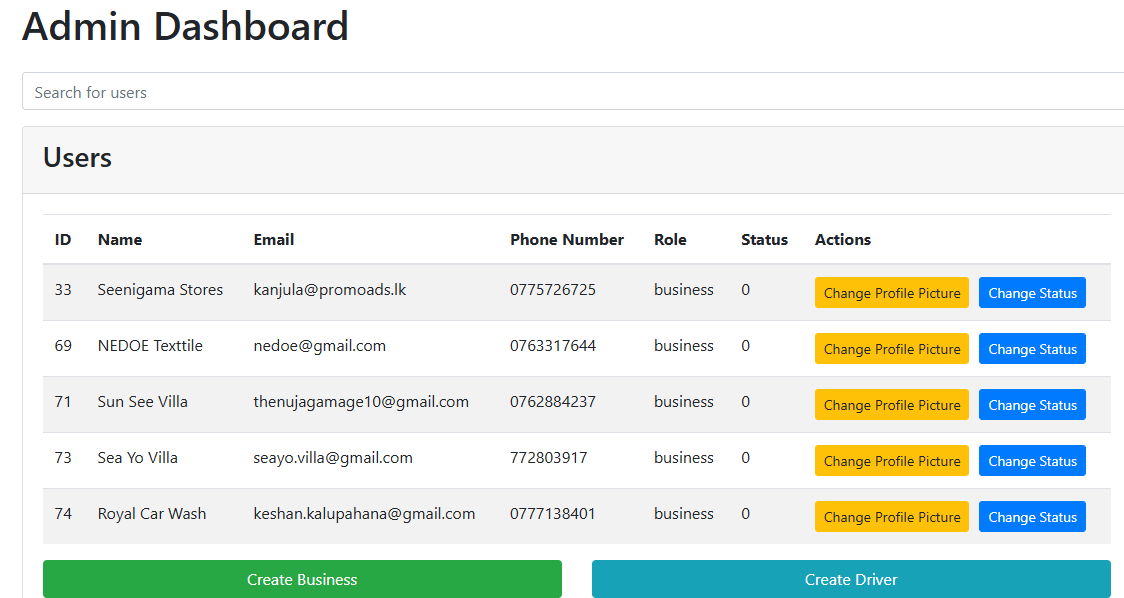 Admin Dashboard
Search for users
Users
ID Name Email Phone Number Role Status Actions
33 Seenigama Stores kanjula@promoads.lk 0775726725 business 0 Change Profile Picture Change Status
69 NEDOE Texttile nedoe@gmail.com 0763317644 business 0 Change Profile Picture Change Status
71 Sun See Villa thenujagamage10@gmail.com 0762884237 business 0 Change Profile Picture Change Status
73 Sea Yo Villa seayo.villa@gmail.com 772803917 business 0 Change Profile Picture Change Status
74 Royal Car Wash keshan.kalupahana@gmail.com 0777138401 business 0 Change Profile Picture Change Status
Create Business Create Driver